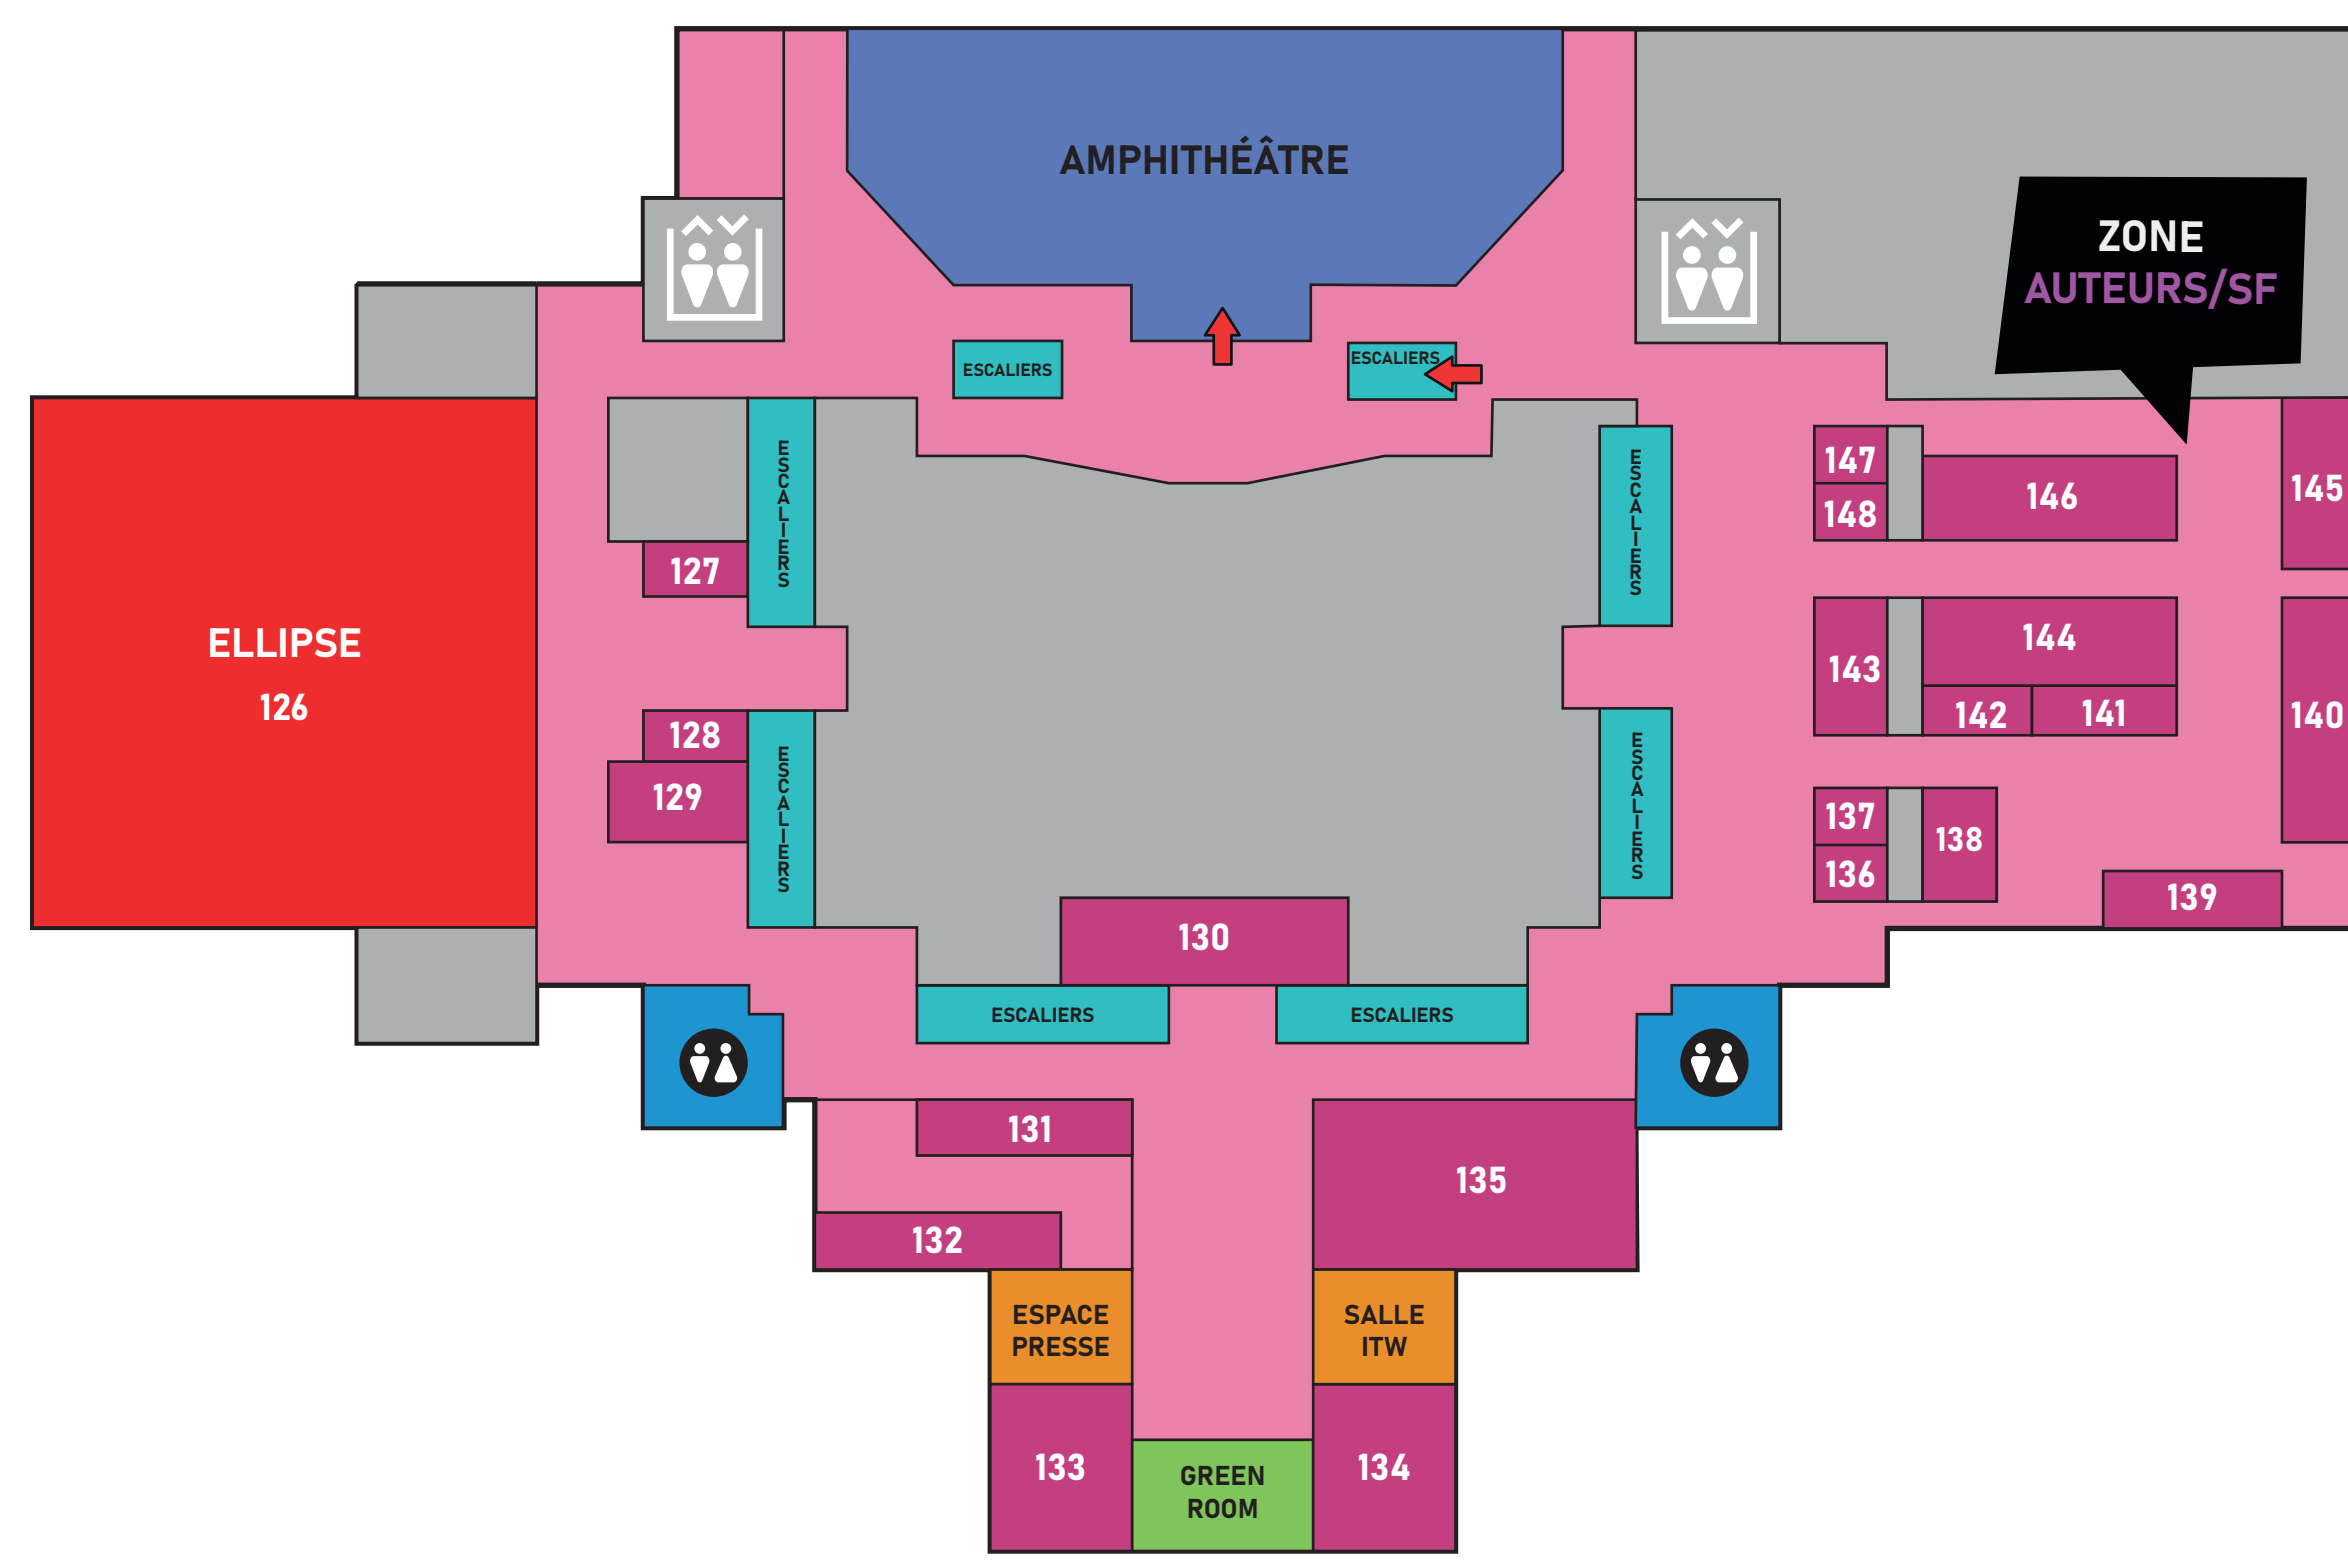 AMPHITHÉÂTRE
ZONE
AUTEURS/SF
ESCALIERS
ESCALIERS
ESCALIERS
ESCALIERS
147
148
146
145
127
ELLIPSE
126
143
144
142
141
140
128
129
ESCALIERS
ESCALIERS
137
136
138
139
130
ESCALIERS
ESCALIERS
131
132
135
ESPACE
PRESSE
SALLE
ITW
133
GREEN
ROOM
134